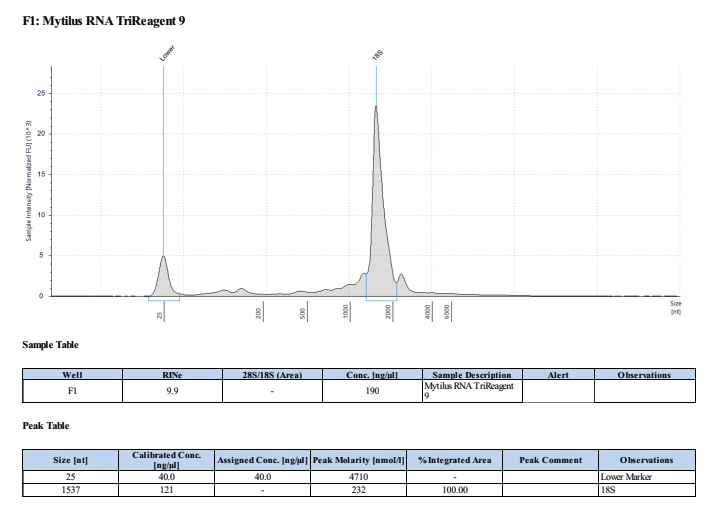 F1: Mytilus RNA TriReagent 9
Lower
18S
Sample Intensity [Normalized FU] (10^3)
25
20
15
10
5
0
25
200
500
1000
2000
4000
6000
Size
[nt]
Sample Table
Well RINe 28S/18S (Area) Conc. [ng/µl] Sample Description Alert Observations
F1 9.9 - 190 Mytilus RNA TriReagent
9
Peak Table
Size [nt] Calibrated Conc. [ng/µl] Assigned Conc. [ng/µl] Peak Molarity [nmol/l] % Integrated Area Peak Comment Observations
25 40.0 40.0 4710 - Lower Marker
1537 121 - 232 100.00 18S